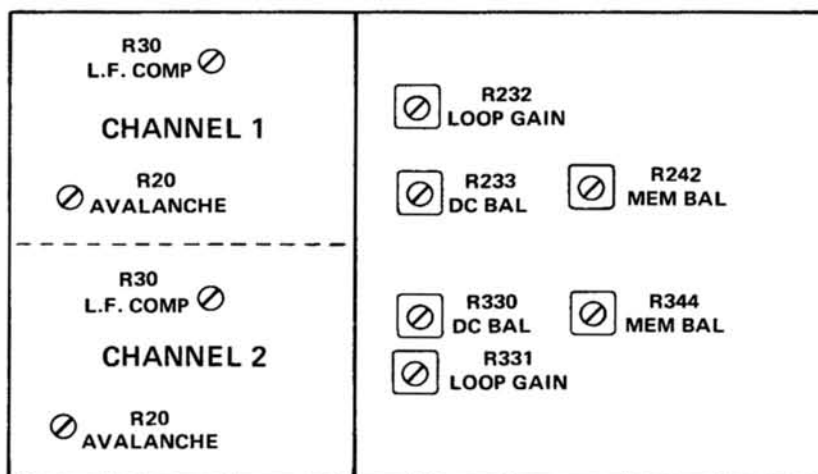 R30
L.F. COMP
CHANNEL 1
R20
AVALANCHE
R30
L.F. COMP
CHANNEL 2
R20
AVALANCHE
R232
LOOP GAIN
R233
DC BAL
R242
MEM BAL
R330
DC BAL
R344
MEM BAL
R331
LOOP GAIN